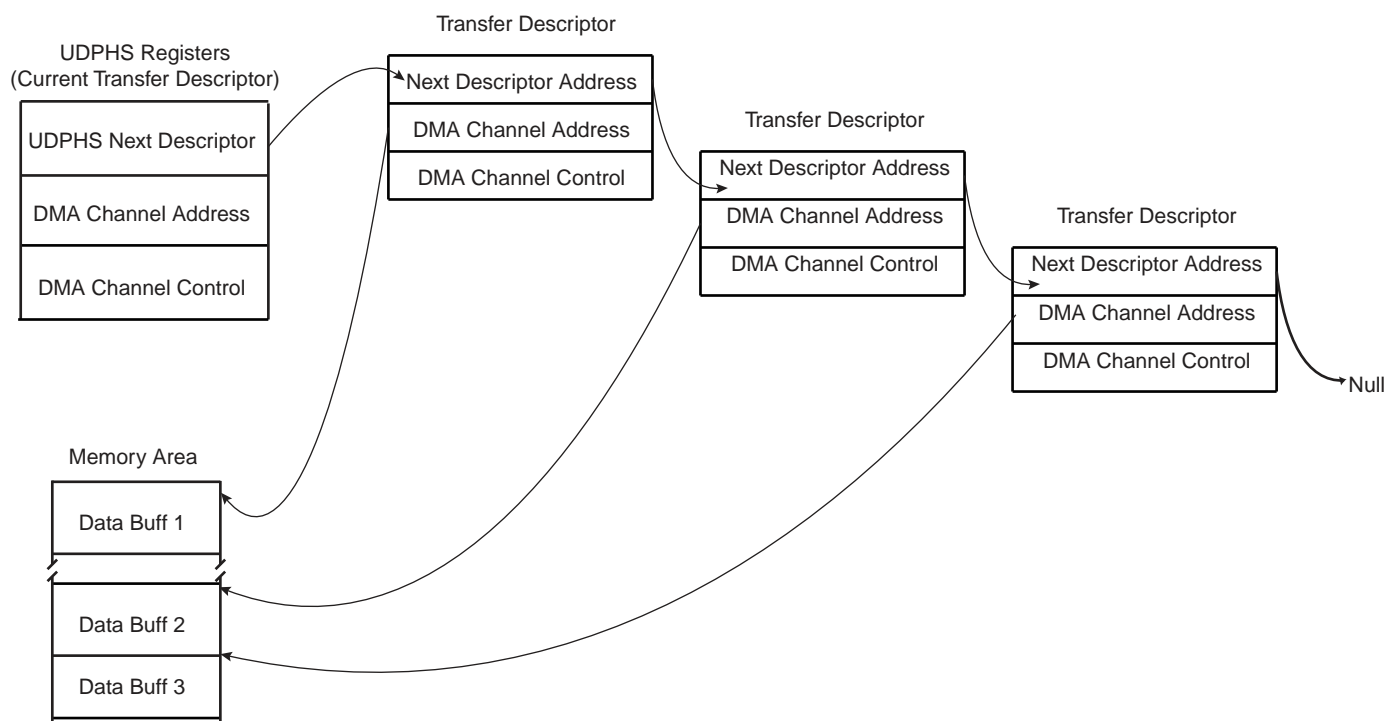 UDPHS Registers
(Current Transfer Descriptor)
UDPHS Next Descriptor
DMA Channel Address
DMA Channel Control
Transfer Descriptor
Next Descriptor Address
DMA Channel Address
DMA Channel Control
Transfer Descriptor
Next Descriptor Address
DMA Channel Address
DMA Channel Control
Transfer Descriptor
Next Descriptor Address
DMA Channel Address
DMA Channel Control
Null
Memory Area
Data Buff 1
Data Buff 2
Data Buff 3